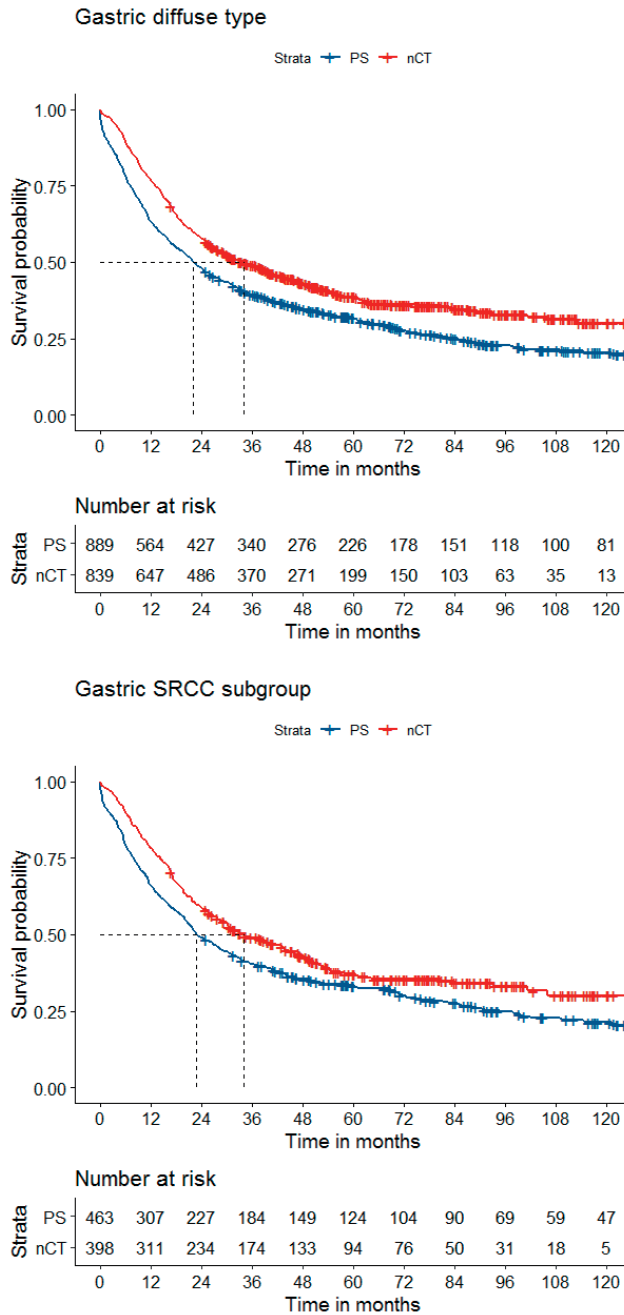 Gastric diffuse type
Strata PS nCT
Survival probability
1.00
0.75
0.50
0.25
0.00
0 12 24 36 48 60 72 84 96 108 120
Time in months
Number at risk
Strata
PS 889 564 427 340 276 226 178 151 118 100 81
nCT 839 647 486 370 271 199 150 103 63 35 13
0 12 24 36 48 60 72 84 96 108 120
Time in months
Gastric SRCC subgroup
Strata PS nCT
Survival probability
1.00
0.75
0.50
0.25
0.00
0 12 24 36 48 60 72 84 96 108 120
Time in months
Number at risk
Strata
PS 463 307 227 184 149 124 104 90 69 59 47
nCT 398 311 234 174 133 94 76 50 31 18 5
0 12 24 36 48 60 72 84 96 108 120
Time in months